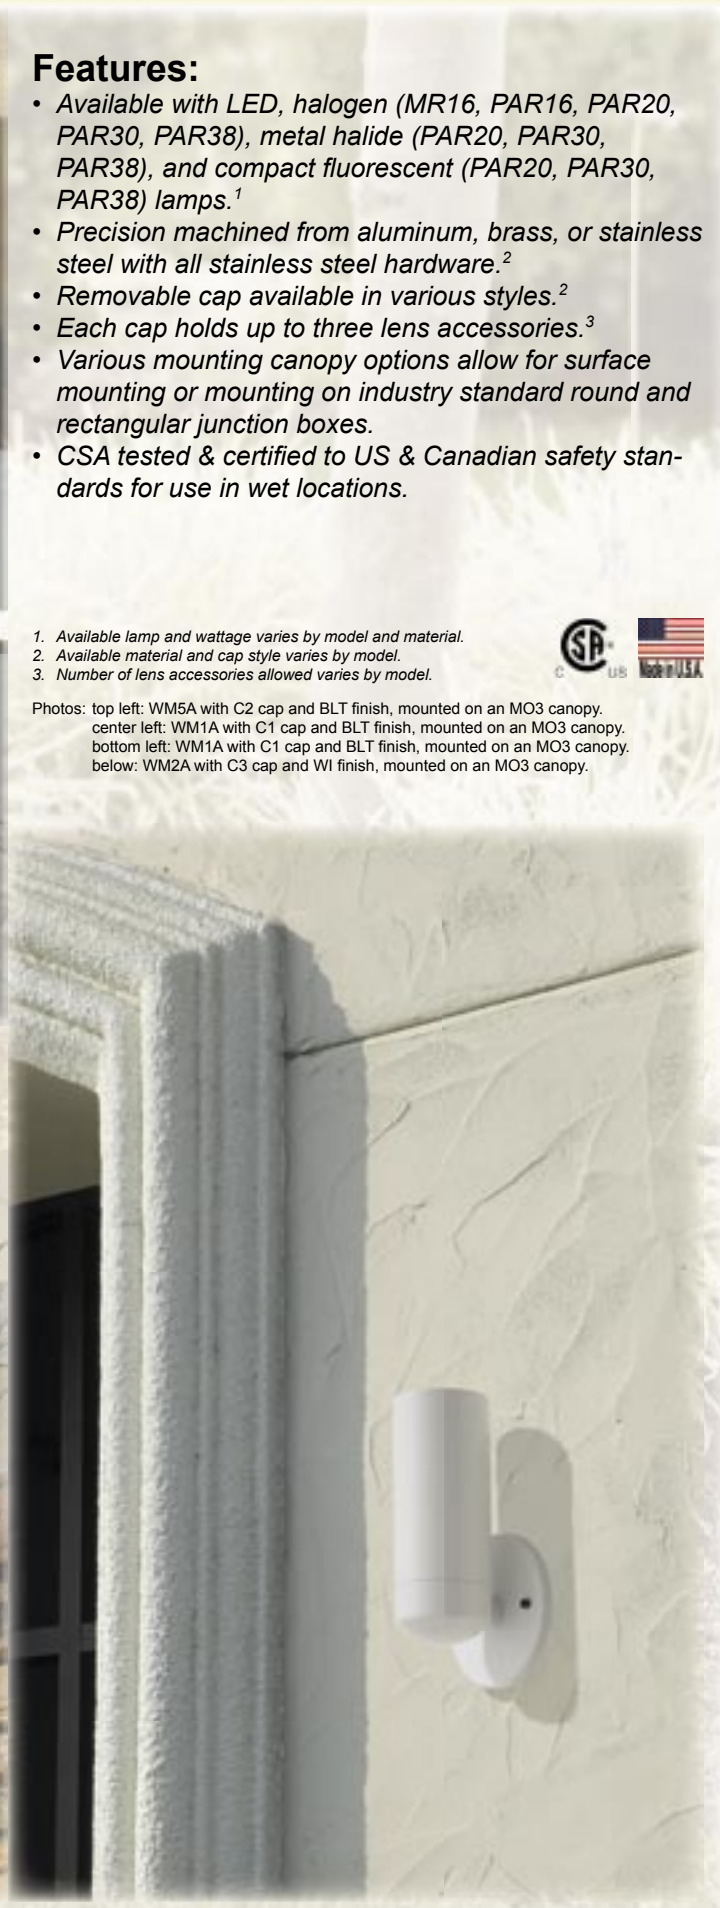 Features:
• Available with LED, halogen (MR16, PAR16, PAR20,
PAR30, PAR38), metal halide (PAR20, PAR30,
PAR38), and compact fluorescent (PAR20, PAR30,
PAR38) lamps.1
• Precision machined from aluminum, brass, or stainless
steel with all stainless steel hardware.2
• Removable cap available in various styles.2
• Each cap holds up to three lens accessories.3
• Various mounting canopy options allow for surface
mounting or mounting on industry standard round and
rectangular junction boxes.
• CSA tested & certified to US & Canadian safety stan-
dards for use in wet locations.
1. Available lamp and wattage varies by model and material.
2. Available material and cap style varies by model.
3. Number of lens accessories allowed varies by model.
C SA US
Made in U.S.A.
Photos: top left: WM5A with C2 cap and BLT finish, mounted on an MO3 canopy.
center left: WM1A with C1 cap and BLT finish, mounted on an MO3 canopy.
bottom left: WM1A with C1 cap and BLT finish, mounted on an MO3 canopy.
below: WM2A with C3 cap and WI finish, mounted on an MO3 canopy.